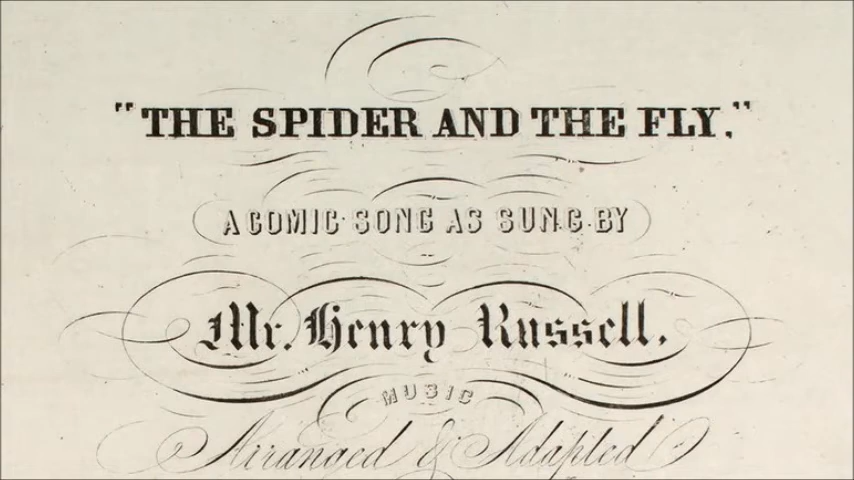 "THE SPIDER AND THE FLY,"
A COMIC SONG AS SUNG BY
Mr. Henry Russell.
MUSIC
Arranged & Adapted